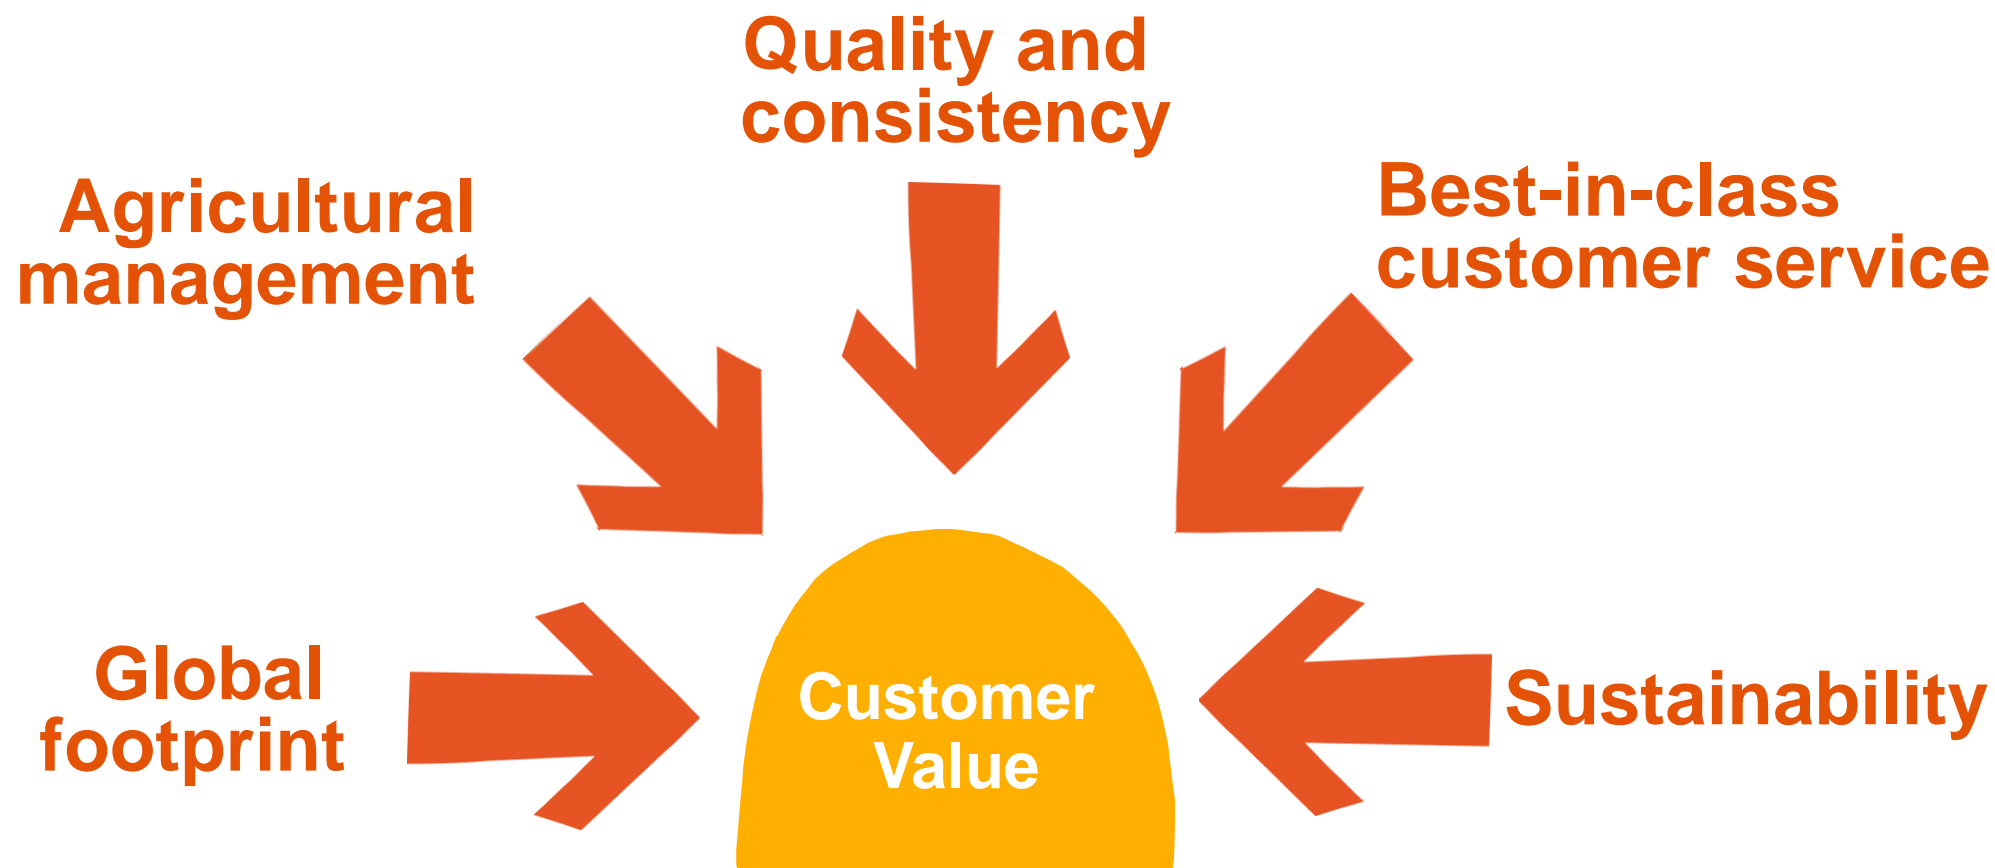 Quality and
consistency
Agricultural
management
Best-in-class
customer service
Global
footprint
Customer
Value
Sustainability